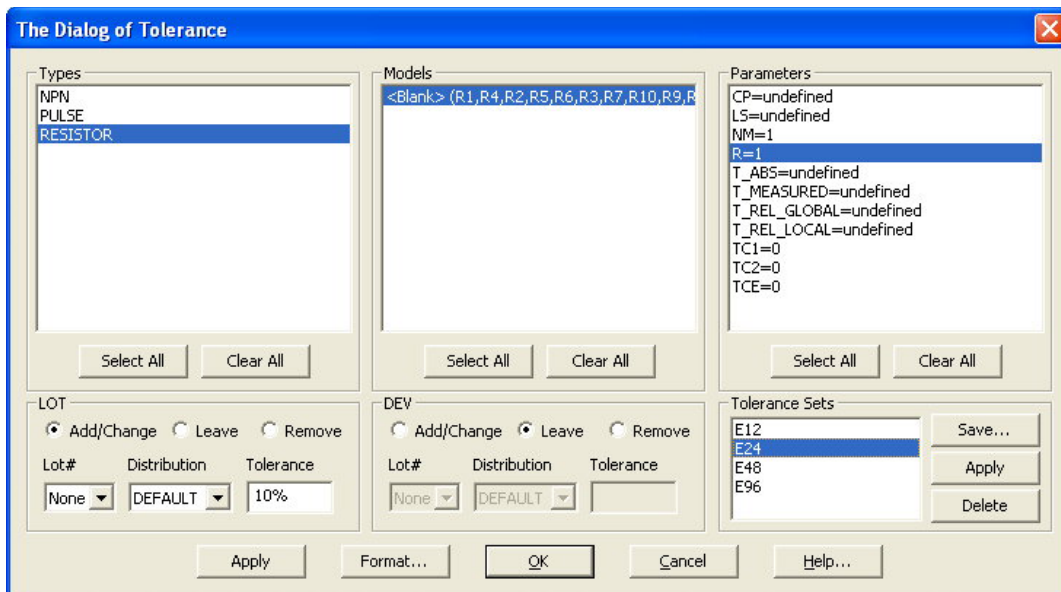 The Dialog of Tolerance
Types
NPN
PULSE
RESISTOR
Select All Clear All
Models
<Blank> (R1,R4,R2,R5,R6,R3,R7,R10,R9,R
Select All Clear All
Parameters
CP=undefined
LS=undefined
NM=1
R=1
T_ABS=undefined
T_MEASURED=undefined
T_REL_GLOBAL=undefined
T_REL_LOCAL=undefined
TC1=0
TC2=0
TCE=0
Select All Clear All
LOT
Add/Change Leave Remove
Lot# Distribution Tolerance
None DEFAULT 10%
DEV
Add/Change Leave Remove
Lot# Distribution Tolerance
None DEFAULT
Tolerance Sets
E12
E24
E48
E96
Save...
Apply
Delete
Apply Format... OK Cancel Help...